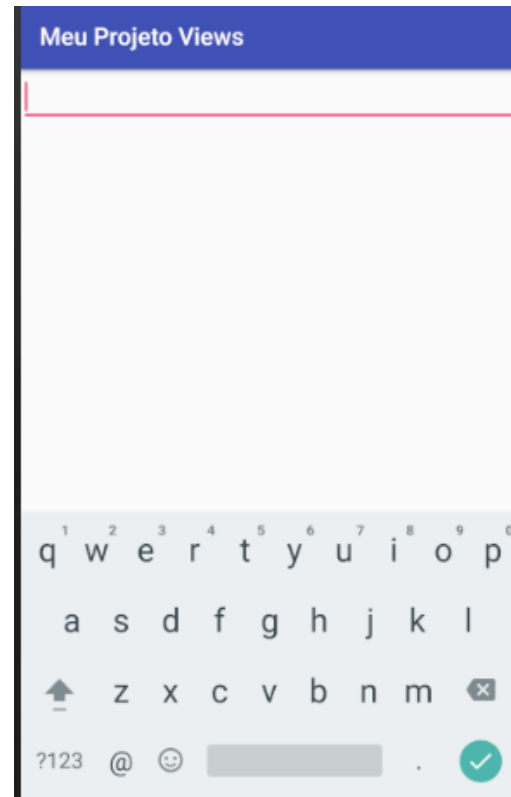 Meu Projeto Views
1 2 3 4 5 6 7 8 9
q w e r t y u i o p
a s d f g h j k l
z x c v b n m
?123 @ .